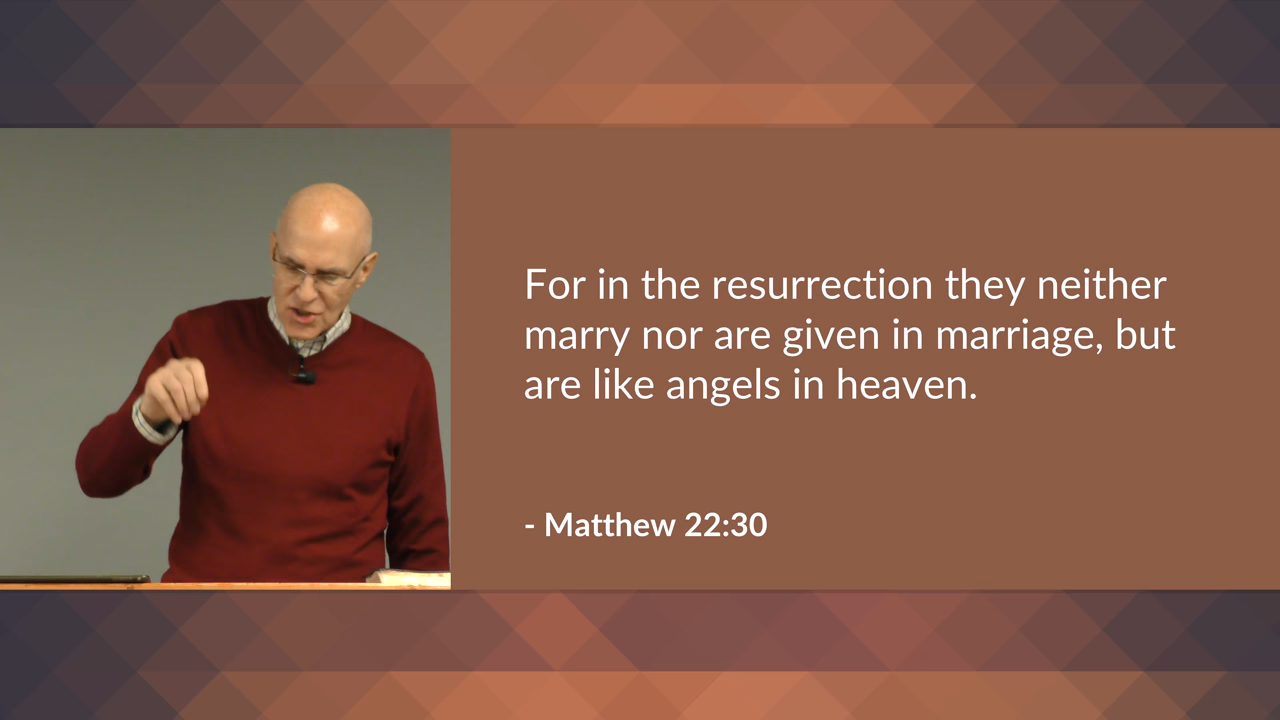 For in the resurrection they neither
marry nor are given in marriage, but
are like angels in heaven.
- Matthew 22:30